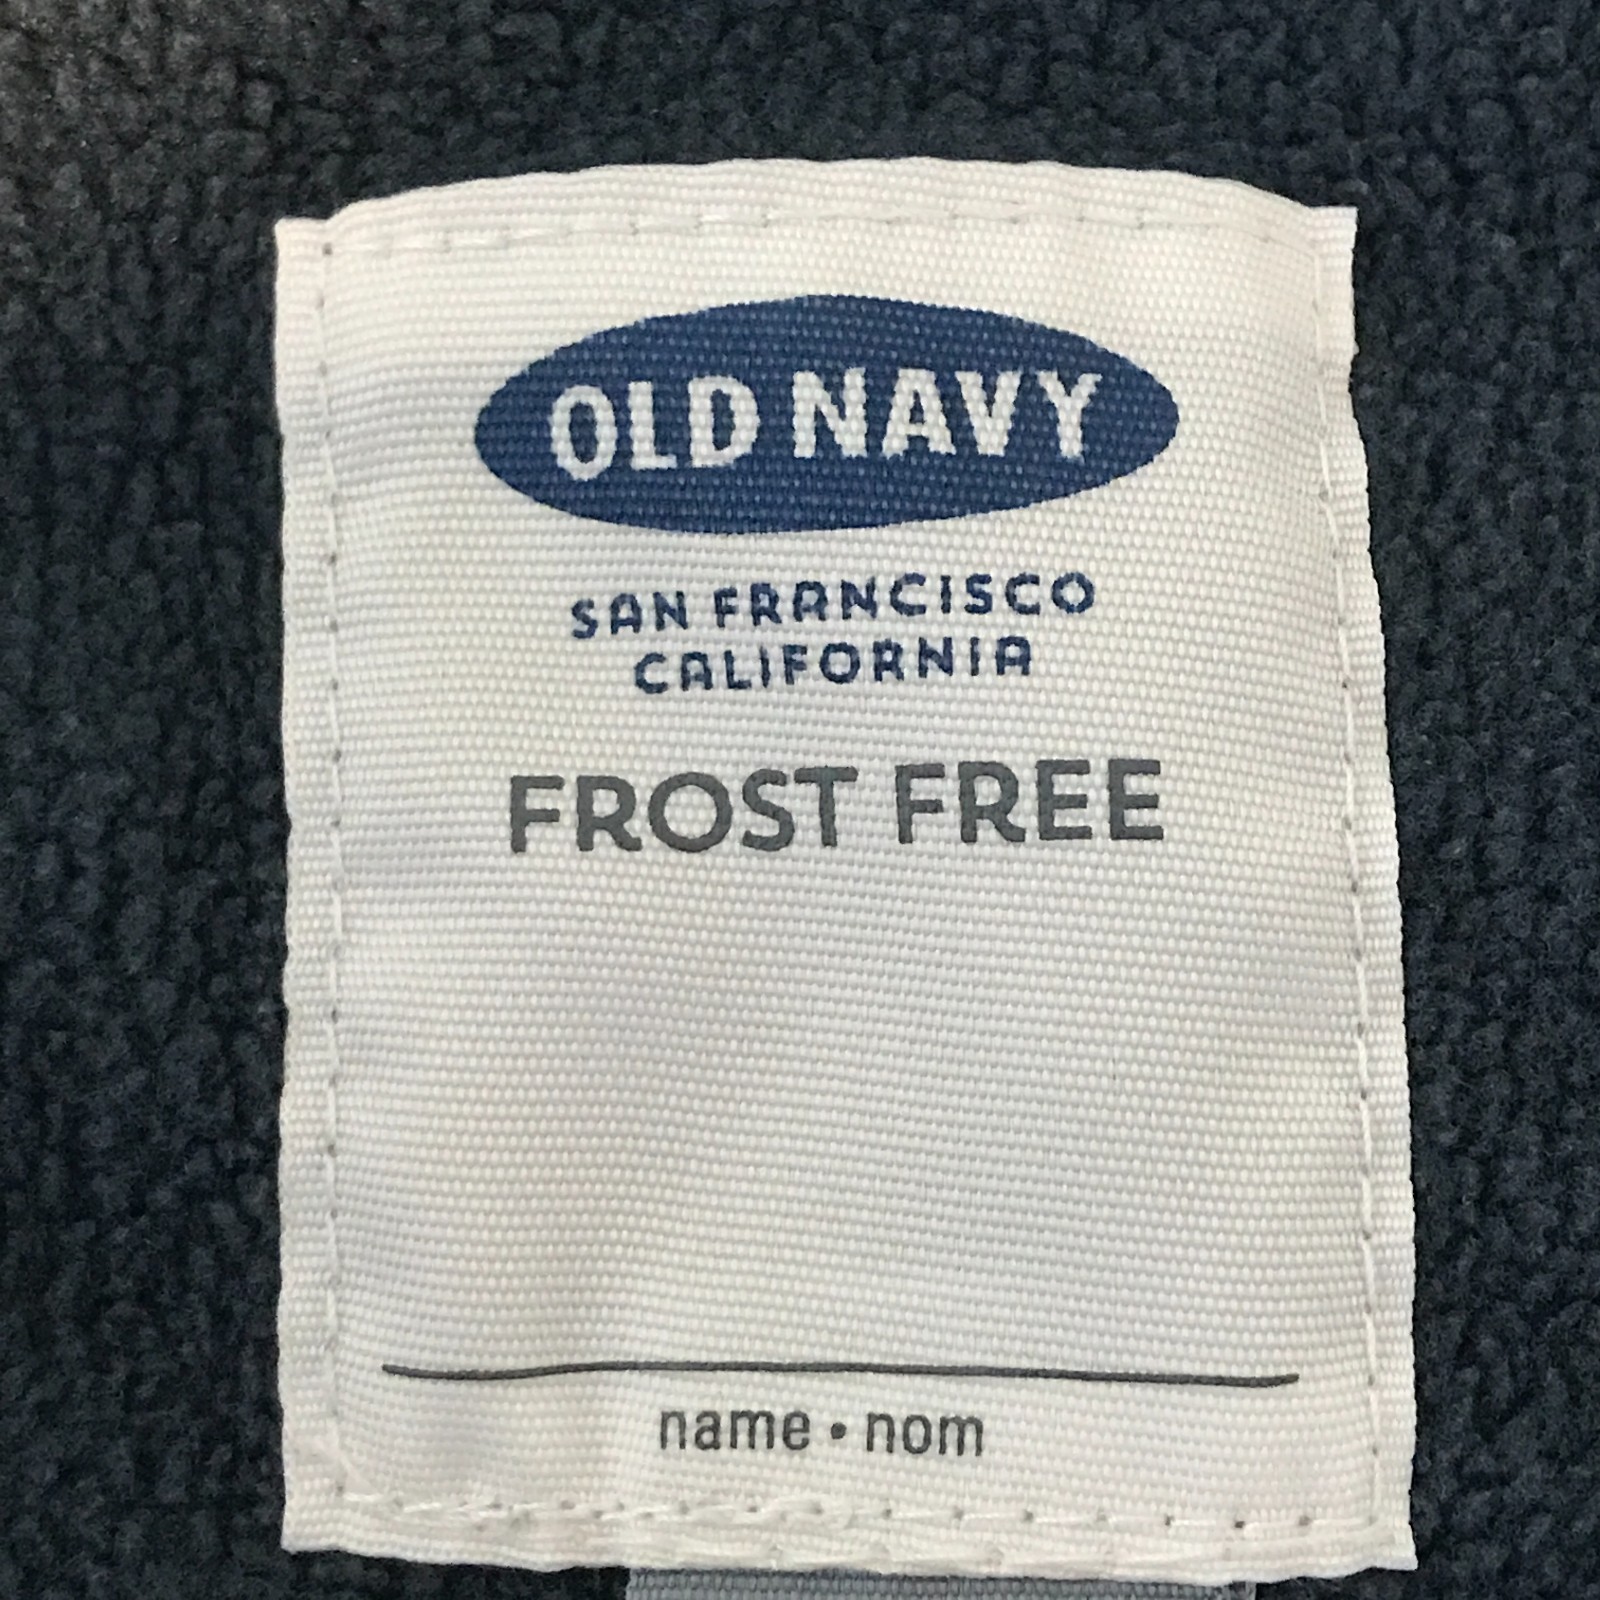 OLD NAVY
SAN FRANCISCO
CALIFORNIA
FROST FREE
name • nom